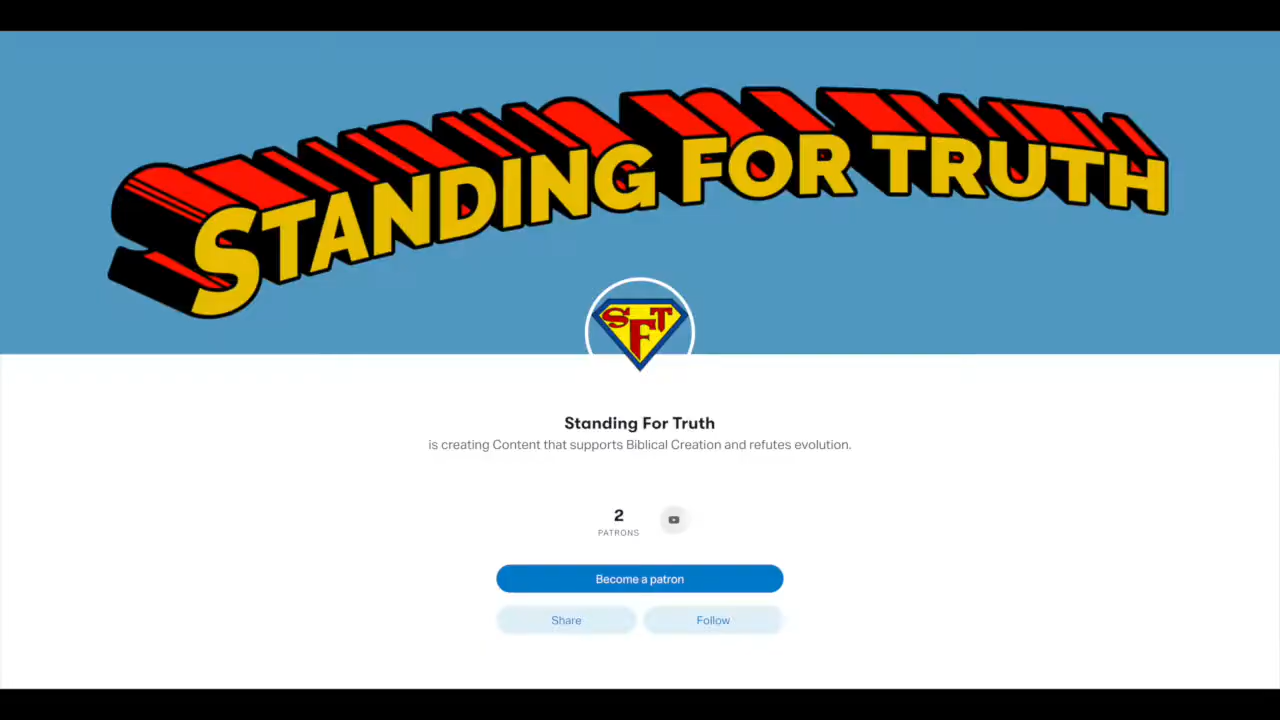 STANDING FOR TRUTH
SFT
Standing For Truth
is creating Content that supports Biblical Creation and refutes evolution.
2
PATRONS
Become a patron
Share
Follow